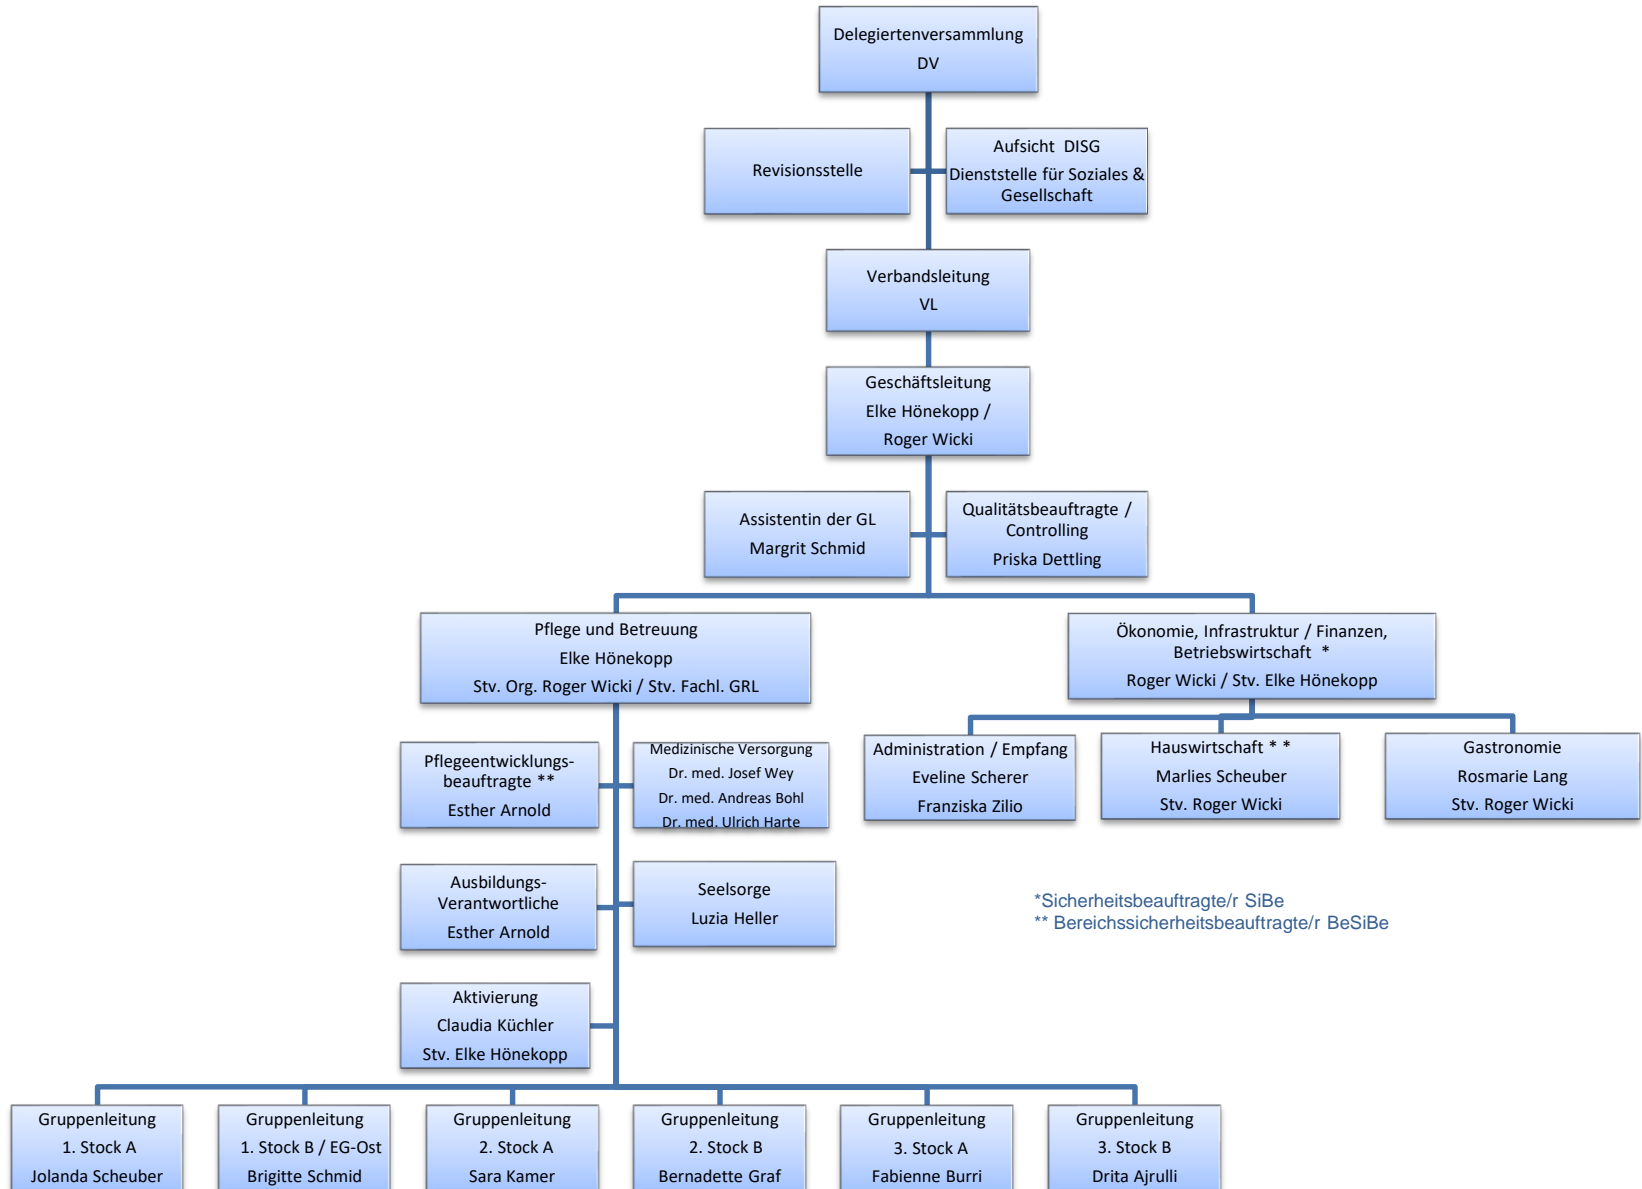 Delegiertenversammlung
DV
Revisionsstelle
Aufsicht DISG
Dienststelle für Soziales &
Gesellschaft
Verbandsleitung
VL
Geschäftsleitung
Elke Hönekopp /
Roger Wicki
Assistentin der GL
Margrit Schmid
Qualitätsbeauftragte /
Controlling
Priska Dettling
Pflege und Betreuung
Elke Hönekopp
Stv. Org. Roger Wicki / Stv. Fachl. GRL
Ökonomie, Infrastruktur / Finanzen,
Betriebswirtschaft *
Roger Wicki / Stv. Elke Hönekopp
Pflegeentwicklungs-
beauftragte **
Esther Arnold
Medizinische Versorgung
Dr. med. Josef Wey
Dr. med. Andreas Bohl
Dr. med. Ulrich Harte
Administration / Empfang
Eveline Scherer
Franziska Zilio
Hauswirtschaft * *
Marlies Scheuber
Stv. Roger Wicki
Gastronomie
Rosmarie Lang
Stv. Roger Wicki
Ausbildungs-
Verantwortliche
Esther Arnold
Seelsorge
Luzia Heller
*Sicherheitsbeauftragte/r SiBe
** Bereichssicherheitsbeauftragte/r BeSiBe
Aktivierung
Claudia Küchler
Stv. Elke Hönekopp
Gruppenleitung
1. Stock A
Jolanda Scheuber
Gruppenleitung
1. Stock B / EG-Ost
Brigitte Schmid
Gruppenleitung
2. Stock A
Sara Kamer
Gruppenleitung
2. Stock B
Bernadette Graf
Gruppenleitung
3. Stock A
Fabienne Burri
Gruppenleitung
3. Stock B
Drita Ajrulli